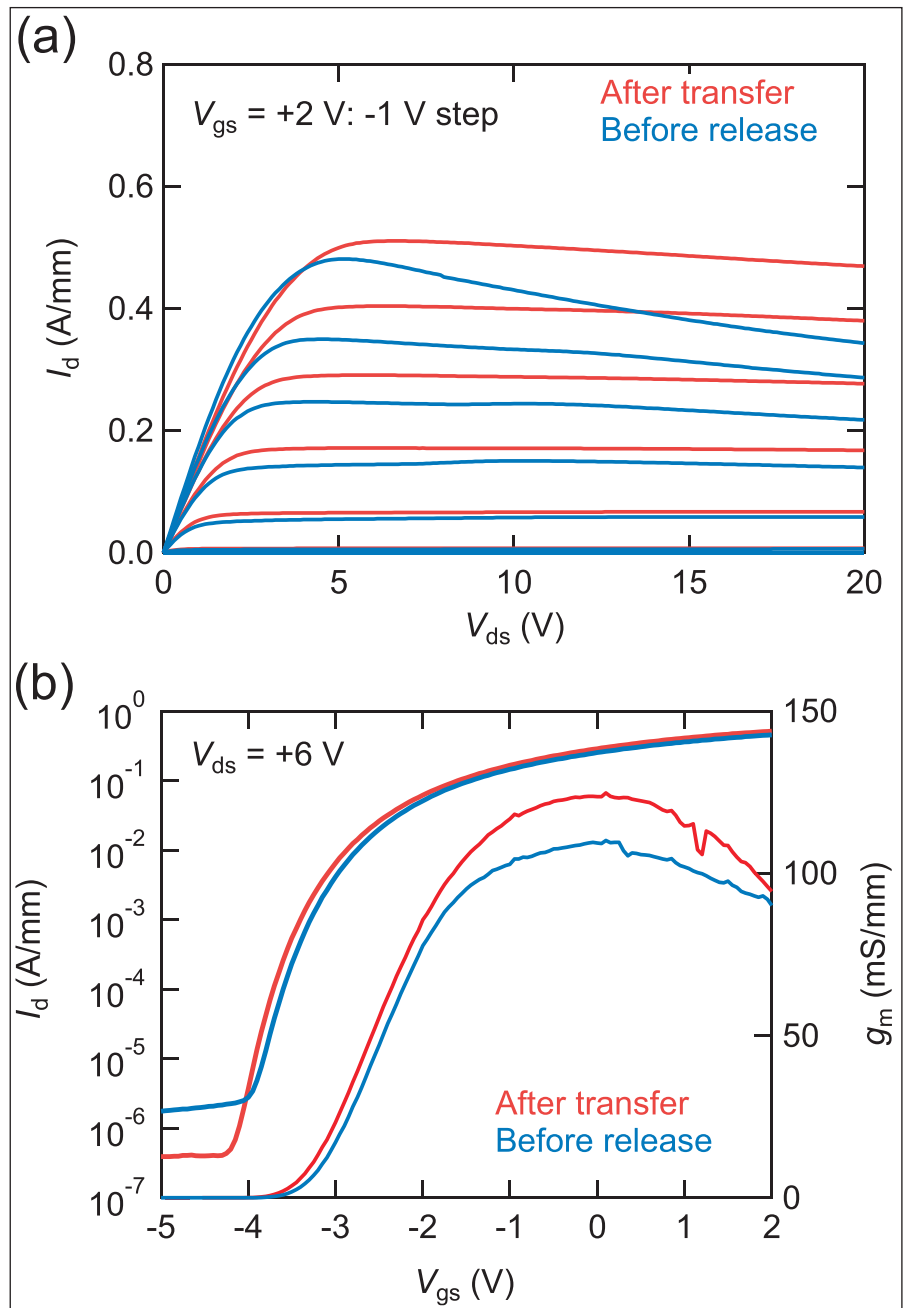 (a)
0.8
After transfer
V_gs = +2 V: -1 V step
Before release
0.6
I_d (A/mm)
0.4
0.2
0.0
0 5 10 15 20
V_ds (V)
(b)
10^0 150
V_ds = +6 V
10^-1
10^-2
100
10^-3
I_d (A/mm)
g_m (mS/mm)
10^-4
50
10^-5
After transfer
10^-6
Before release
10^-7 0
-5 -4 -3 -2 -1 0 1 2
V_gs (V)